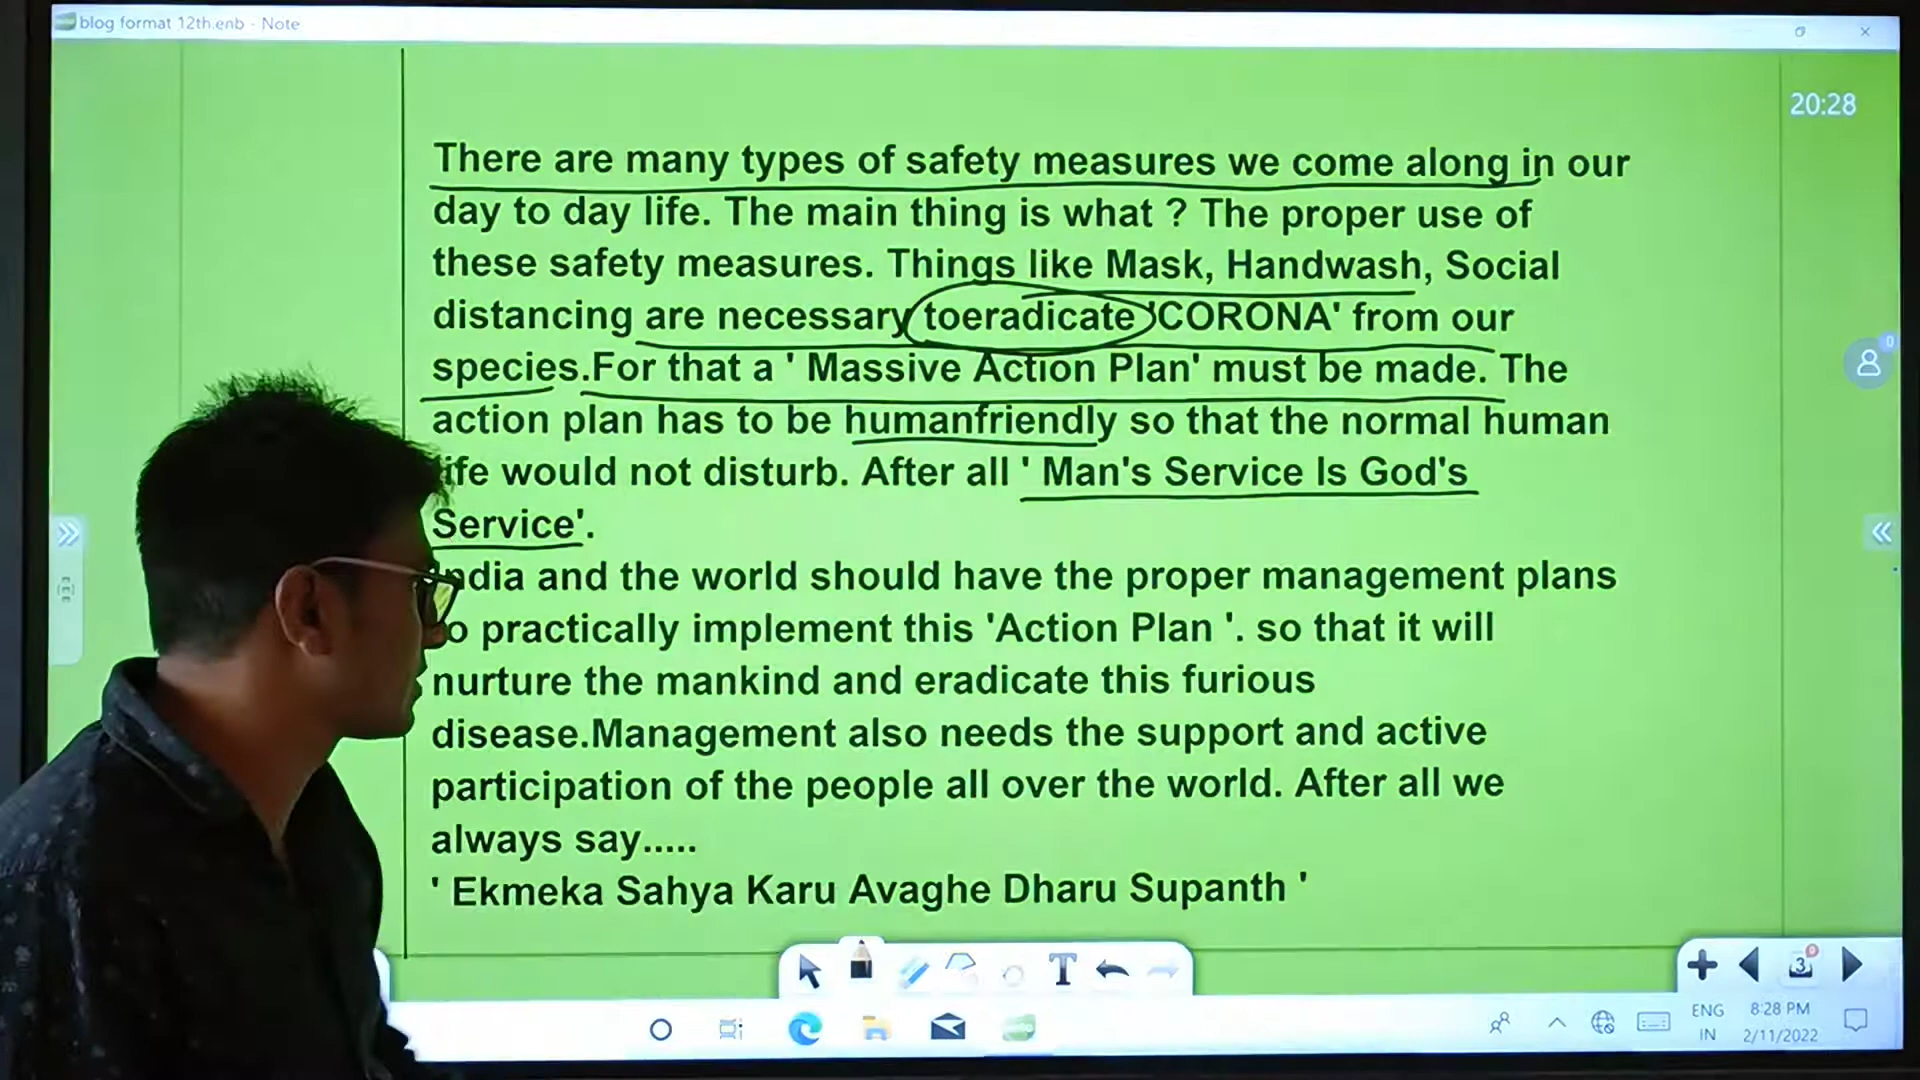 blog format 12th.enb - Note
20:28
There are many types of safety measures we come along in our
day to day life. The main thing is what ? The proper use of
these safety measures. Things like Mask, Handwash, Social
distancing are necessary toeradicate 'CORONA' from our
species.For that a ' Massive Action Plan' must be made. The
action plan has to be humanfriendly so that the normal human
ife would not disturb. After all ' Man's Service Is God's
Service'.
ndia and the world should have the proper management plans
o practically implement this 'Action Plan '. so that it will
nurture the mankind and eradicate this furious
disease.Management also needs the support and active
participation of the people all over the world. After all we
always say.....
' Ekmeka Sahya Karu Avaghe Dharu Supanth '
0
T
3
ENG
IN
8:28 PM
2/11/2022